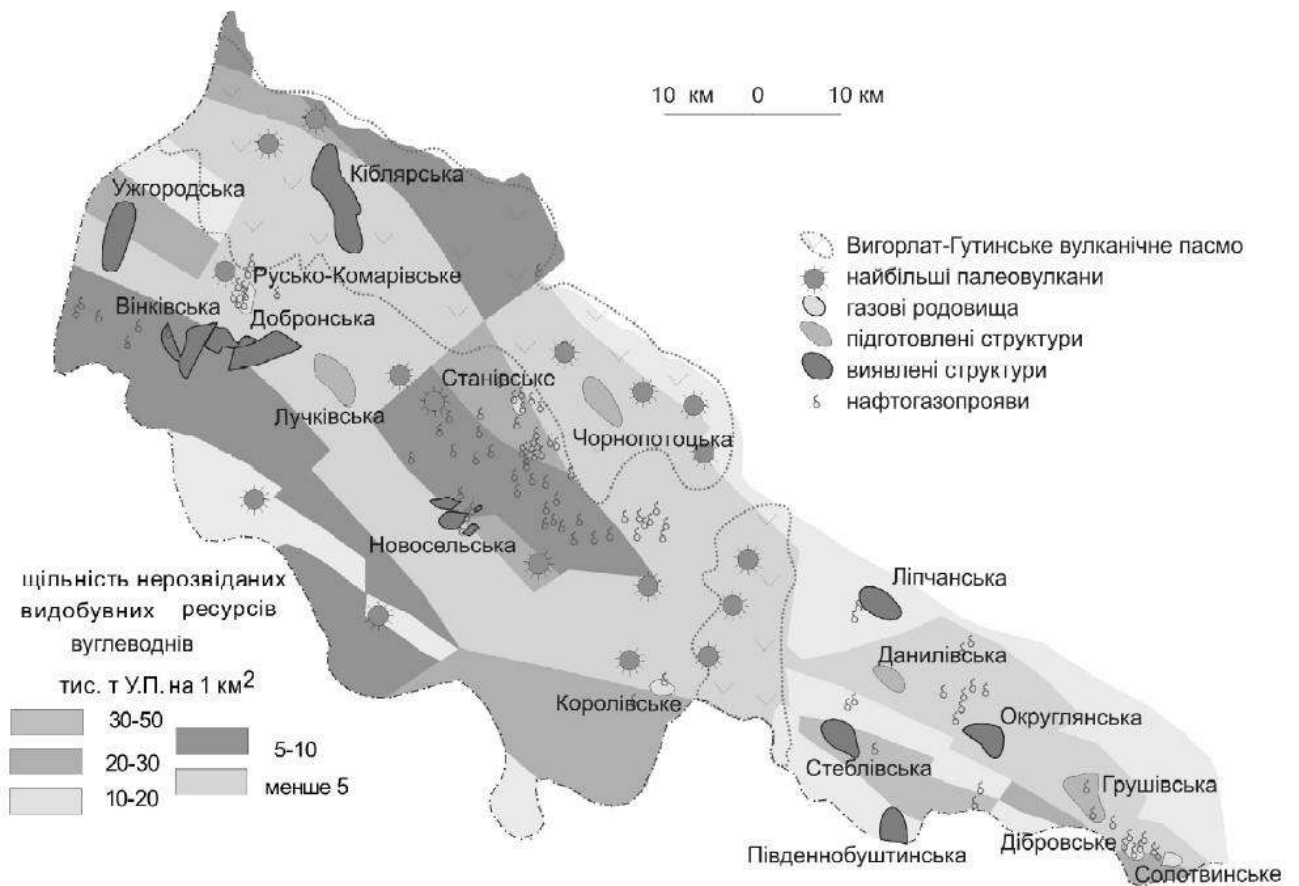 10 км 0 10 км
Ужгородська
Кіблярська
Русько-Комарівське
Вінківська
Добронська
Лучківська
Станівськс
Чорнопотоцька
Новосельська
Королівське
Ліпчанська
Данилівська
Округлянська
Стеблівська
Грушівська
Південнобуштинська
Дібровське
Солотвинське
Вигорлат-Гутинське вулканічне пасмо
найбільші палеовулкани
газові родовища
підготовлені структури
виявлені структури
нафтогазопрояви
щільність нерозвіданих
видобувних ресурсів
вуглеводнів
тис. т У.П. на 1 км²
30-50
20-30
10-20
5-10
менше 5